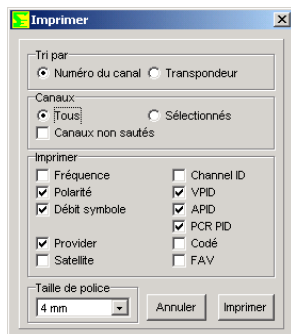 Imprimer
Tri par
Numéro du canal Transpondeur
Canaux
Tous Sélectionnés
Canaux non sautés
Imprimer
Fréquence Channel ID
Polarité VPID
Débit symbole APID
PCR PID
Provider Codé
Satellite FAV
Taille de police
4 mm Annuler Imprimer